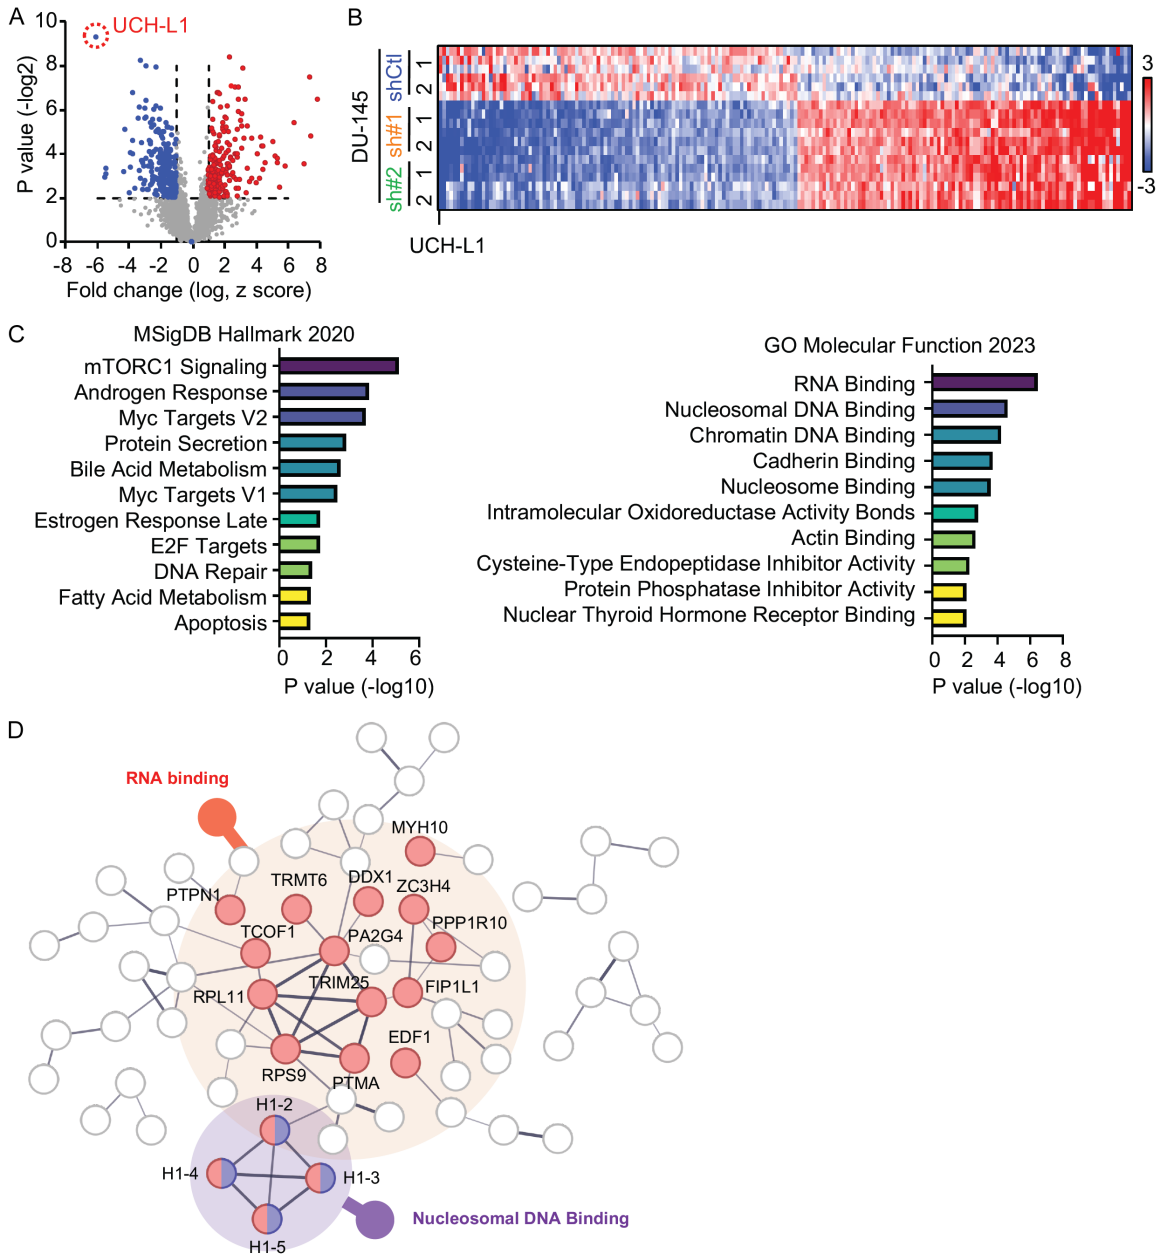 A
UCH-L1
P value (-log2)
10
8
6
4
2
0
-8 -6 -4 -2 0 2 4 6 8
Fold change (log, z score)
B
DU-145
shCtl
sh#1
sh#2
1
2
1
2
1
2
UCH-L1
3
-3
C
MSigDB Hallmark 2020
mTORC1 Signaling
Androgen Response
Myc Targets V2
Protein Secretion
Bile Acid Metabolism
Myc Targets V1
Estrogen Response Late
E2F Targets
DNA Repair
Fatty Acid Metabolism
Apoptosis
0 2 4 6
P value (-log10)
GO Molecular Function 2023
RNA Binding
Nucleosomal DNA Binding
Chromatin DNA Binding
Cadherin Binding
Nucleosome Binding
Intramolecular Oxidoreductase Activity Bonds
Actin Binding
Cysteine-Type Endopeptidase Inhibitor Activity
Protein Phosphatase Inhibitor Activity
Nuclear Thyroid Hormone Receptor Binding
0 2 4 6 8
P value (-log10)
D
RNA binding
MYH10
PTPN1
TRMT6
DDX1
ZC3H4
PPP1R10
TCOF1
PA2G4
TRIM25
RPL11
FIP1L1
EDF1
RPS9
PTMA
H1-2
H1-4
H1-3
H1-5
Nucleosomal DNA Binding